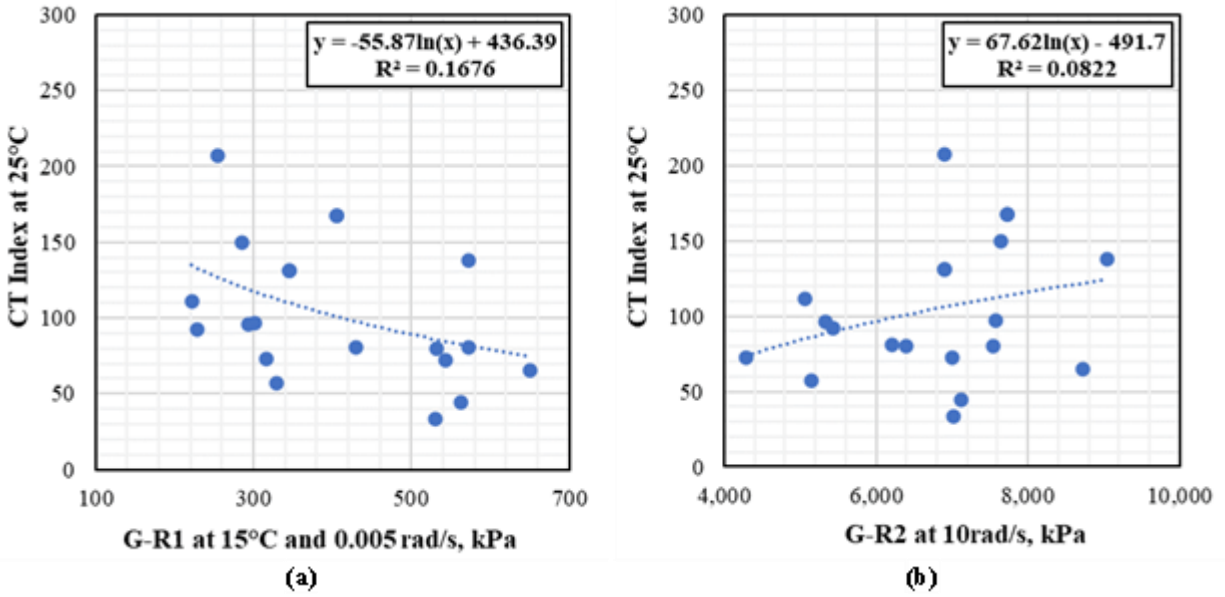 y = -55.87ln(x) + 436.39
R² = 0.1676
CT Index at 25°C
300
250
200
150
100
50
0
100 300 500 700
G-R1 at 15°C and 0.005 rad/s, kPa
(a)
y = 67.62ln(x) - 491.7
R² = 0.0822
CT Index at 25°C
300
250
200
150
100
50
0
4,000 6,000 8,000 10,000
G-R2 at 10rad/s, kPa
(b)